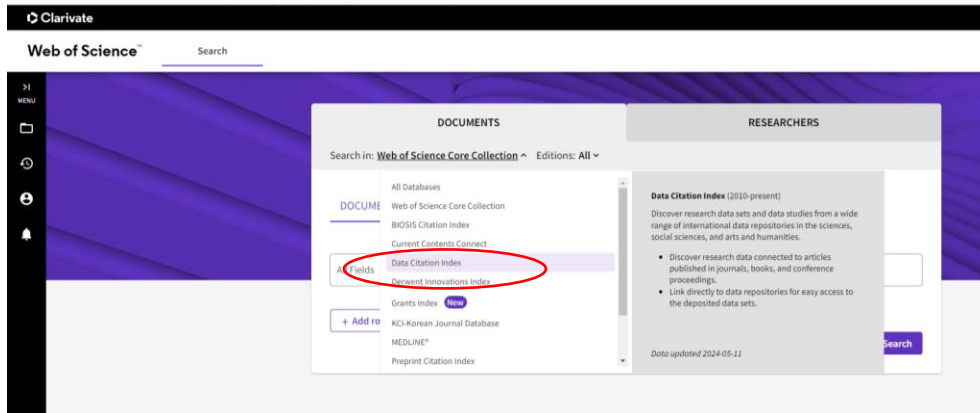 Clarivate
Web of Science™
Search
MENU
DOCUMENTS
RESEARCHERS
Search in: Web of Science Core Collection Editions: All
All Databases
DOCUME
Web of Science Core Collection
BIOSIS Citation Index
Current Contents Connect
Data Citation Index
All Fields
Derwent Innovations Index
Grants Index New
+ Add ro
KCI-Korean Journal Database
MEDLINE®
Preprint Citation Index
Data Citation Index (2010-present)
Discover research data sets and data studies from a wide
range of international data repositories in the sciences,
social sciences, and arts and humanities.
• Discover research data connected to articles
published in journals, books, and conference
proceedings.
• Link directly to data repositories for easy access to
the deposited data sets.
Data updated 2024-05-11
Search